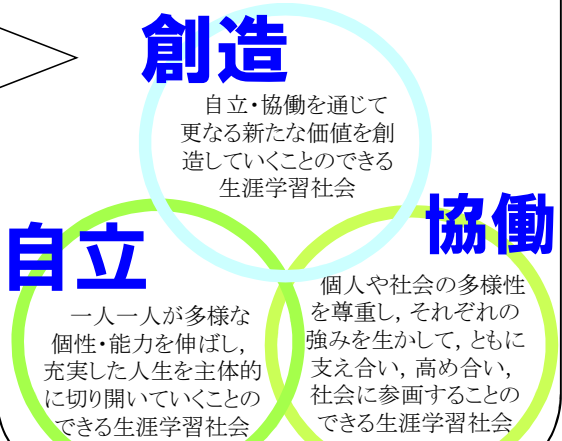 創造
自立・協働を通じて
更なる新たな価値を創
造していくことのできる
生涯学習社会
自立
一人一人が多様な
個性・能力を伸ばし，
充実した人生を主体的
に切り開いていくことの
できる生涯学習社会
協働
個人や社会の多様性
を尊重し，それぞれの
強みを生かして，ともに
支え合い，高め合い，
社会に参画することの
できる生涯学習社会